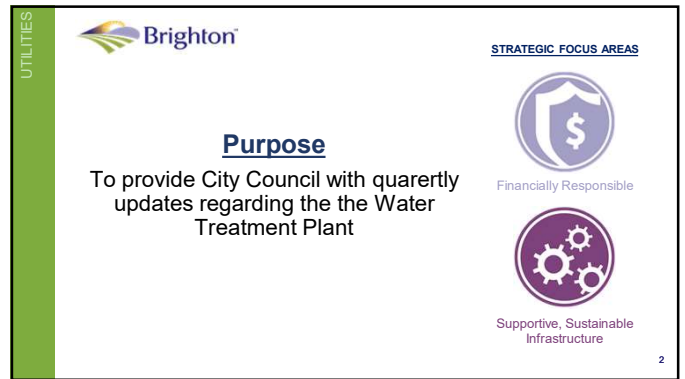 UTILITIES
Brighton
STRATEGIC FOCUS AREAS
Purpose
To provide City Council with quarertly
updates regarding the the Water
Treatment Plant
$
Financially Responsible
Supportive, Sustainable
Infrastructure
2